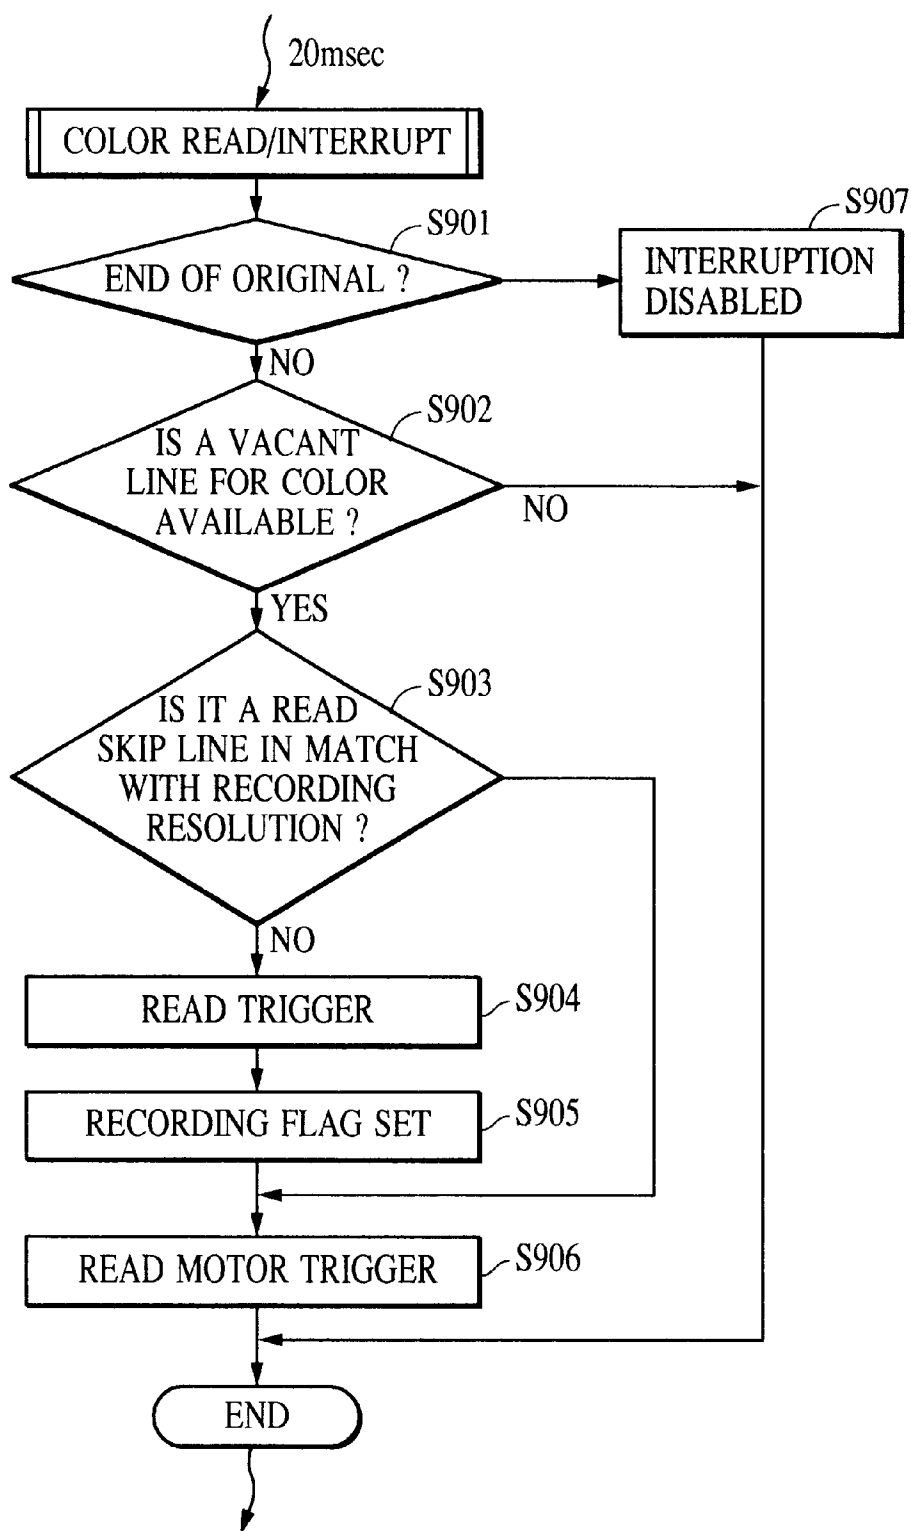 20msec
COLOR READ/INTERRUPT
S901
END OF ORIGINAL ?
S907
INTERRUPTION
DISABLED
NO
S902
IS A VACANT
LINE FOR COLOR
AVAILABLE ?
NO
YES
S903
IS IT A READ
SKIP LINE IN MATCH
WITH RECORDING
RESOLUTION ?
NO
READ TRIGGER
S904
RECORDING FLAG SET
S905
READ MOTOR TRIGGER
S906
END